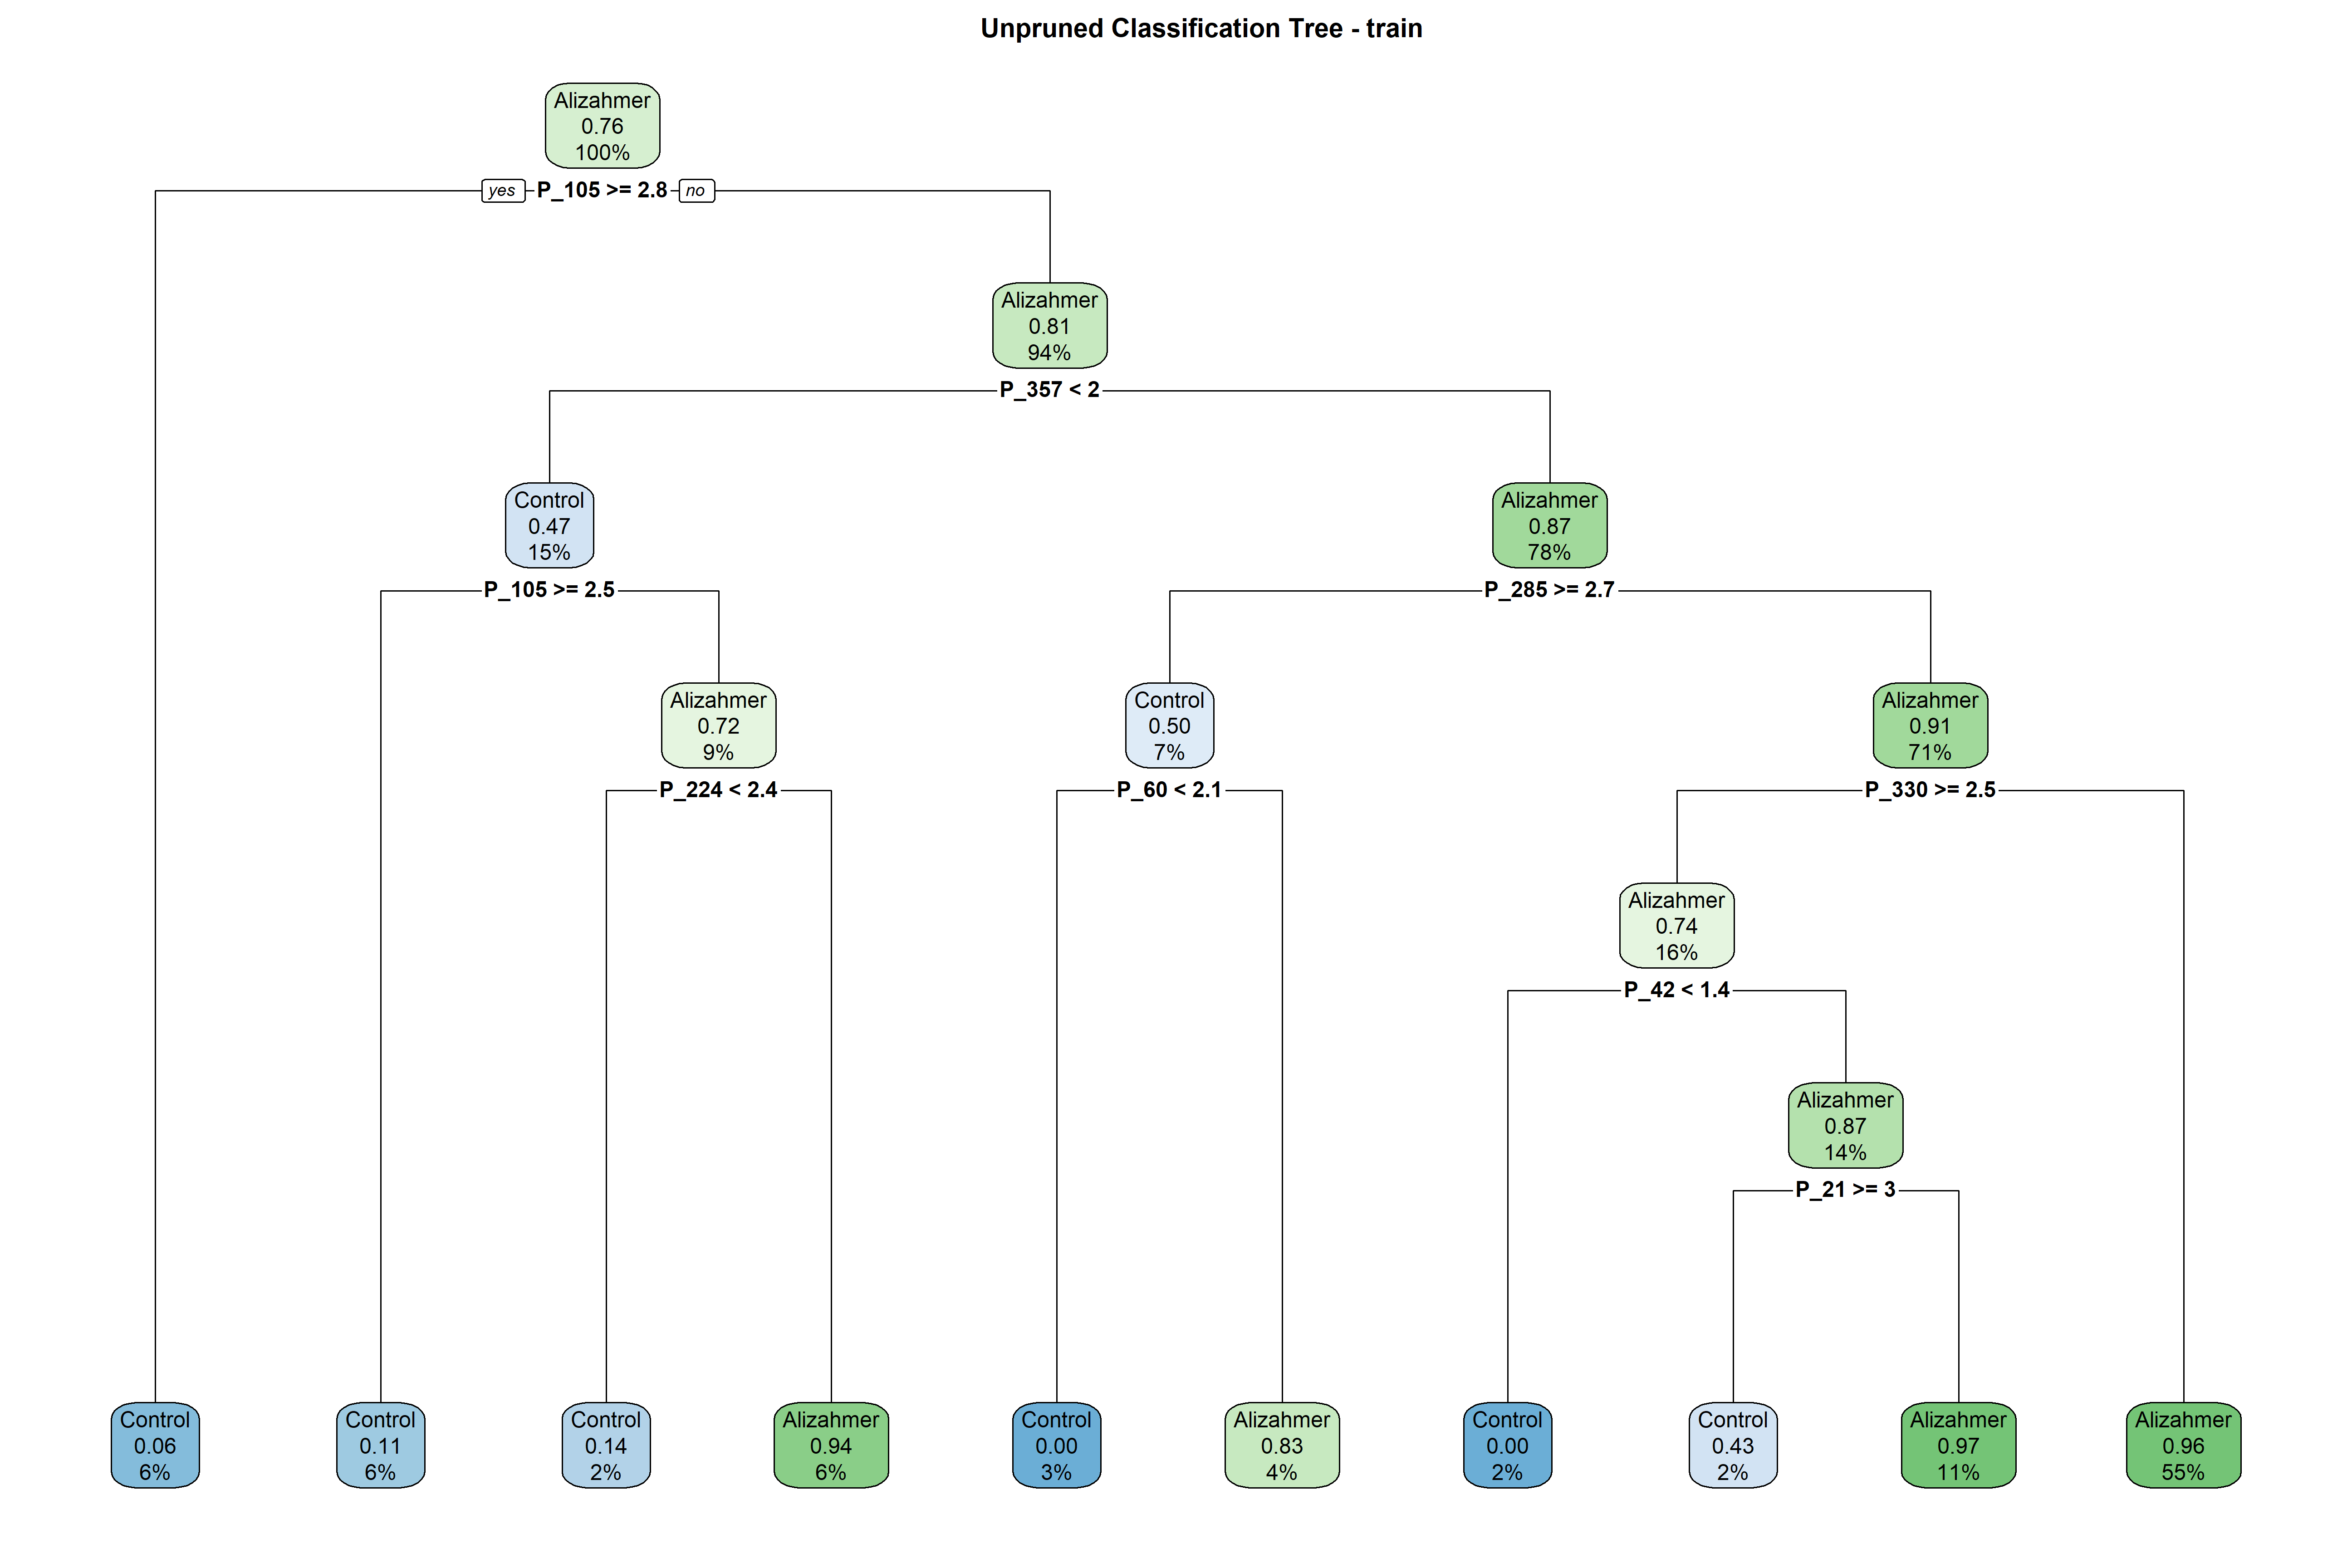 Unpruned Classification Tree - train
Alizahmer
0.76
100%
yes P_105 >= 2.8 no
Alizahmer
0.81
94%
P_357 < 2
Control
0.47
15%
Alizahmer
0.87
78%
P_105 >= 2.5
P_285 >= 2.7
Alizahmer
0.72
9%
Control
0.50
7%
Alizahmer
0.91
71%
P_224 < 2.4
P_60 < 2.1
P_330 >= 2.5
Alizahmer
0.74
16%
P_42 < 1.4
Alizahmer
0.87
14%
P_21 >= 3
Control
0.06
6%
Control
0.11
6%
Control
0.14
2%
Alizahmer
0.94
6%
Control
0.00
3%
Alizahmer
0.83
4%
Control
0.00
2%
Control
0.43
2%
Alizahmer
0.97
11%
Alizahmer
0.96
55%